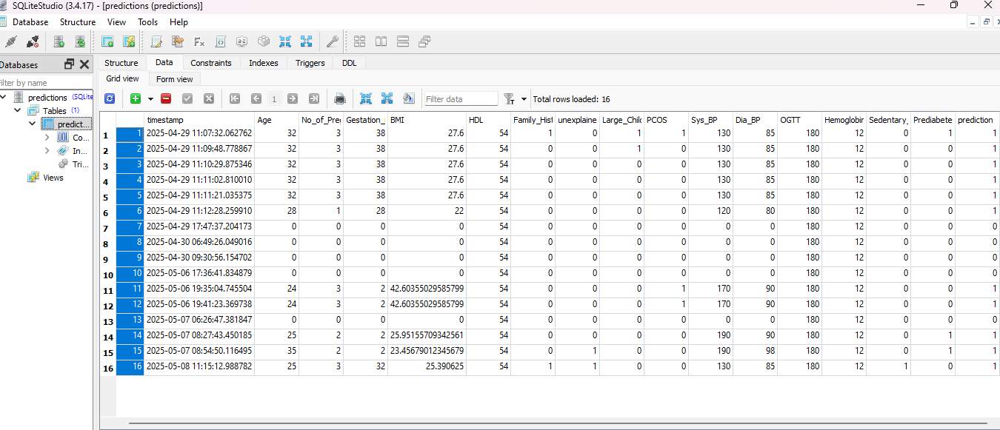 SQLiteStudio (3.4.17) - [predictions (predictions)]
Database Structure View Tools Help
Databases
Filter by name
predictions (SQLite
Tables (1)
predict...
Co...
In...
Tri...
Views
Structure Data Constraints Indexes Triggers DDL
Grid view Form view
1 Filter data Total rows loaded: 16
timestamp Age No_of_Preg Gestation_ BMI HDL Family_Hist unexplaine Large_Chilc PCOS Sys_BP Dia_BP OGTT Hemoglobin Sedentary_ Prediabete prediction
1 1 2025-04-29 11:07:32.062762 32 3 38 27.6 54 1 0 1 1 130 85 180 12 0 1 1
2 2 2025-04-29 11:09:48.778867 32 3 38 27.6 54 0 0 1 0 130 85 180 12 0 0 1
3 3 2025-04-29 11:10:29.875346 32 3 38 27.6 54 0 0 0 0 130 85 180 12 0 0 1
4 4 2025-04-29 11:11:02.810010 32 3 38 27.6 54 0 0 0 0 130 85 180 12 0 0 1
5 5 2025-04-29 11:11:21.035375 32 3 38 27.6 54 0 0 0 0 130 85 180 12 0 0 1
6 6 2025-04-29 11:12:28.259910 28 1 28 22 54 0 0 0 0 120 80 180 12 0 0 1
7 7 2025-04-29 17:47:37.204173 0 0 0 0 54 0 0 0 0 0 0 180 12 0 0 0
8 8 2025-04-30 06:49:26.049016 0 0 0 0 54 0 0 0 0 0 0 180 12 0 0 0
9 9 2025-04-30 09:30:56.154702 0 0 0 0 54 0 0 0 0 0 0 180 12 0 0 0
10 10 2025-05-06 17:36:41.834879 0 0 0 0 54 0 0 0 0 0 0 180 12 0 0 0
11 11 2025-05-06 19:35:04.745504 24 3 2 42.60355029585799 54 0 0 0 1 170 90 180 12 0 0 1
12 12 2025-05-06 19:41:23.369738 24 3 2 42.60355029585799 54 0 0 0 1 170 90 180 12 0 0 1
13 13 2025-05-07 06:26:47.381847 0 0 0 0 54 0 0 0 0 0 0 180 12 0 0 0
14 14 2025-05-07 08:27:43.450185 25 2 2 25.95155709342561 54 0 0 0 0 190 90 180 12 0 1 1
15 15 2025-05-07 08:54:50.116495 35 2 2 23.45679012345679 54 0 1 0 0 190 98 180 12 0 1 1
16 16 2025-05-08 11:15:12.988782 25 3 32 25.390625 54 1 1 0 0 130 85 180 12 1 0 1